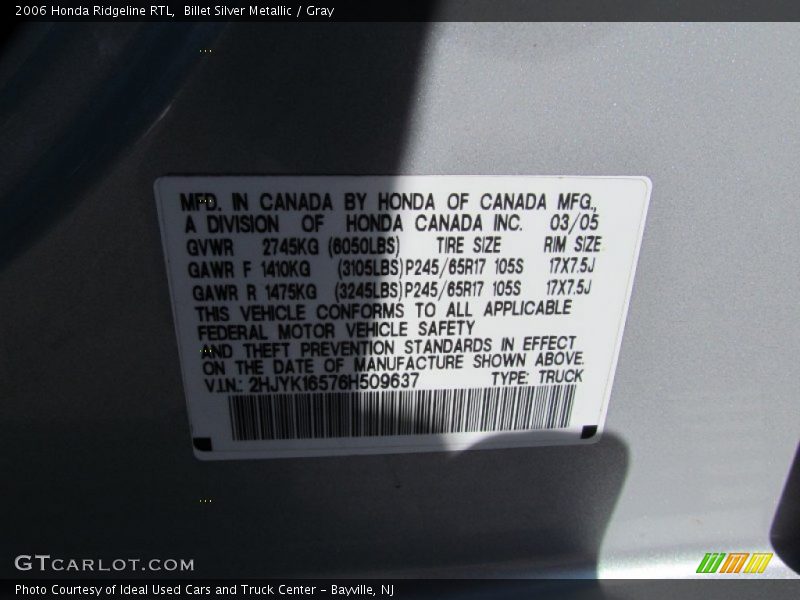 2006 Honda Ridgeline RTL,  Billet Silver Metallic / Gray
MFD. IN CANADA BY HONDA OF CANADA MFG.,
A DIVISION OF HONDA CANADA INC. 03/05
GVWR 2745KG (6050LBS) TIRE SIZE RIM SIZE
GAWR F 1410KG (3105LBS) P245/65R17 105S 17X7.5J
GAWR R 1475KG (3245LBS) P245/65R17 105S 17X7.5J
THIS VEHICLE CONFORMS TO ALL APPLICABLE
FEDERAL MOTOR VEHICLE SAFETY
AND THEFT PREVENTION STANDARDS IN EFFECT
ON THE DATE OF MANUFACTURE SHOWN ABOVE.
V.I.N.: 2HJYK16576H509637 TYPE: TRUCK
GTCARLOT.COM
Photo Courtesy of Ideal Used Cars and Truck Center - Bayville, NJ